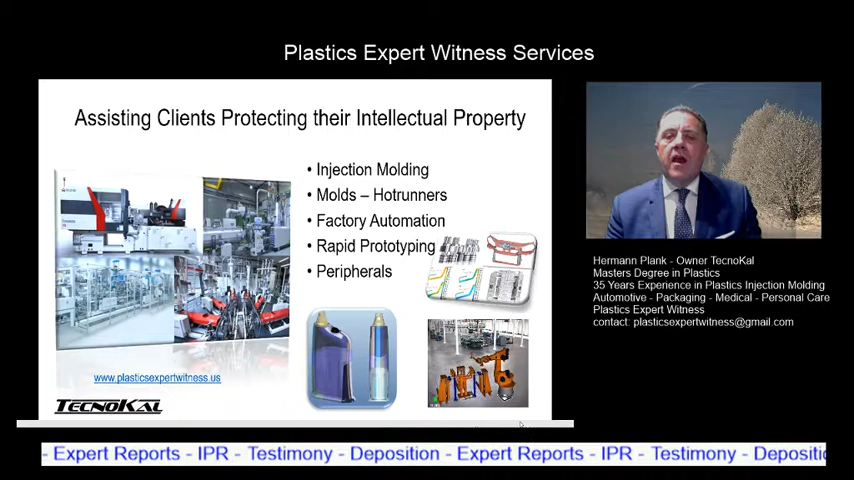 Plastics Expert Witness Services
Assisting Clients Protecting their Intellectual Property
• Injection Molding
• Molds – Hotrunners
• Factory Automation
• Rapid Prototyping
• Peripherals
www.plasticsexpertwitness.us
TECNOKAL
Hermann Plank - Owner TecnoKal
Masters Degree in Plastics
35 Years Experience in Plastics Injection Molding
Automotive - Packaging - Medical - Personal Care
Plastics Expert Witness
contact: plasticsexpertwitness@gmail.com
- Expert Reports - IPR - Testimony - Deposition - Expert Reports - IPR - Testimony - Depositi